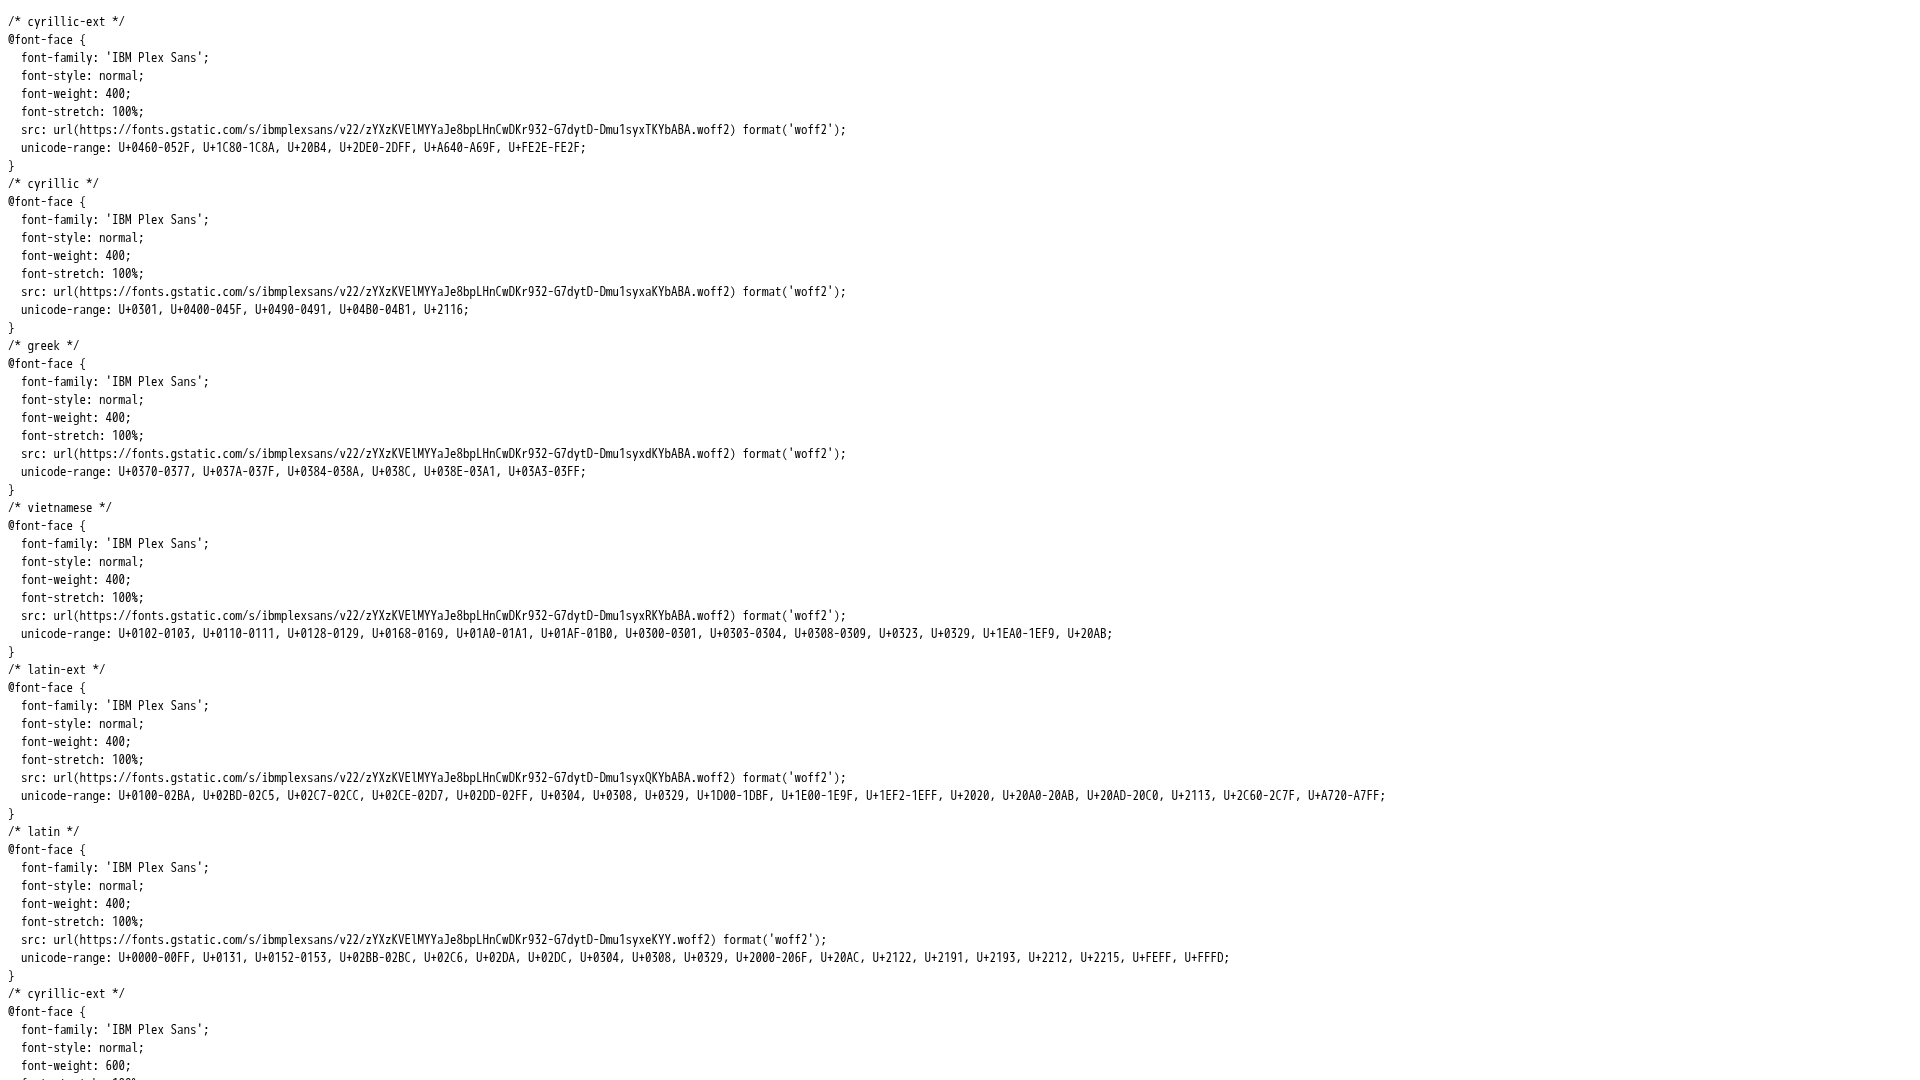 /* cyrillic-ext */
@font-face {
  font-family: 'IBM Plex Sans';
  font-style: normal;
  font-weight: 400;
  font-stretch: 100%;
  src: url(https://fonts.gstatic.com/s/ibmplexsans/v22/zYXzKVElMYYaJe8bpLHnCwDKr932-G7dytD-Dmu1syxTKYbABA.woff2) format('woff2');
  unicode-range: U+0460-052F, U+1C80-1C8A, U+20B4, U+2DE0-2DFF, U+A640-A69F, U+FE2E-FE2F;
}
/* cyrillic */
@font-face {
  font-family: 'IBM Plex Sans';
  font-style: normal;
  font-weight: 400;
  font-stretch: 100%;
  src: url(https://fonts.gstatic.com/s/ibmplexsans/v22/zYXzKVElMYYaJe8bpLHnCwDKr932-G7dytD-Dmu1syxaKYbABA.woff2) format('woff2');
  unicode-range: U+0301, U+0400-045F, U+0490-0491, U+04B0-04B1, U+2116;
}
/* greek */
@font-face {
  font-family: 'IBM Plex Sans';
  font-style: normal;
  font-weight: 400;
  font-stretch: 100%;
  src: url(https://fonts.gstatic.com/s/ibmplexsans/v22/zYXzKVElMYYaJe8bpLHnCwDKr932-G7dytD-Dmu1syxdKYbABA.woff2) format('woff2');
  unicode-range: U+0370-0377, U+037A-037F, U+0384-038A, U+038C, U+038E-03A1, U+03A3-03FF;
}
/* vietnamese */
@font-face {
  font-family: 'IBM Plex Sans';
  font-style: normal;
  font-weight: 400;
  font-stretch: 100%;
  src: url(https://fonts.gstatic.com/s/ibmplexsans/v22/zYXzKVElMYYaJe8bpLHnCwDKr932-G7dytD-Dmu1syxRKYbABA.woff2) format('woff2');
  unicode-range: U+0102-0103, U+0110-0111, U+0128-0129, U+0168-0169, U+01A0-01A1, U+01AF-01B0, U+0300-0301, U+0303-0304, U+0308-0309, U+0323, U+0329, U+1EA0-1EF9, U+20AB;
}
/* latin-ext */
@font-face {
  font-family: 'IBM Plex Sans';
  font-style: normal;
  font-weight: 400;
  font-stretch: 100%;
  src: url(https://fonts.gstatic.com/s/ibmplexsans/v22/zYXzKVElMYYaJe8bpLHnCwDKr932-G7dytD-Dmu1syxQKYbABA.woff2) format('woff2');
  unicode-range: U+0100-02BA, U+02BD-02C5, U+02C7-02CC, U+02CE-02D7, U+02DD-02FF, U+0304, U+0308, U+0329, U+1D00-1DBF, U+1E00-1E9F, U+1EF2-1EFF, U+2020, U+20A0-20AB, U+20AD-20C0, U+2113, U+2C60-2C7F, U+A720-A7FF;
}
/* latin */
@font-face {
  font-family: 'IBM Plex Sans';
  font-style: normal;
  font-weight: 400;
  font-stretch: 100%;
  src: url(https://fonts.gstatic.com/s/ibmplexsans/v22/zYXzKVElMYYaJe8bpLHnCwDKr932-G7dytD-Dmu1syxeKYY.woff2) format('woff2');
  unicode-range: U+0000-00FF, U+0131, U+0152-0153, U+02BB-02BC, U+02C6, U+02DA, U+02DC, U+0304, U+0308, U+0329, U+2000-206F, U+20AC, U+2122, U+2191, U+2193, U+2212, U+2215, U+FEFF, U+FFFD;
}
/* cyrillic-ext */
@font-face {
  font-family: 'IBM Plex Sans';
  font-style: normal;
  font-weight: 600;